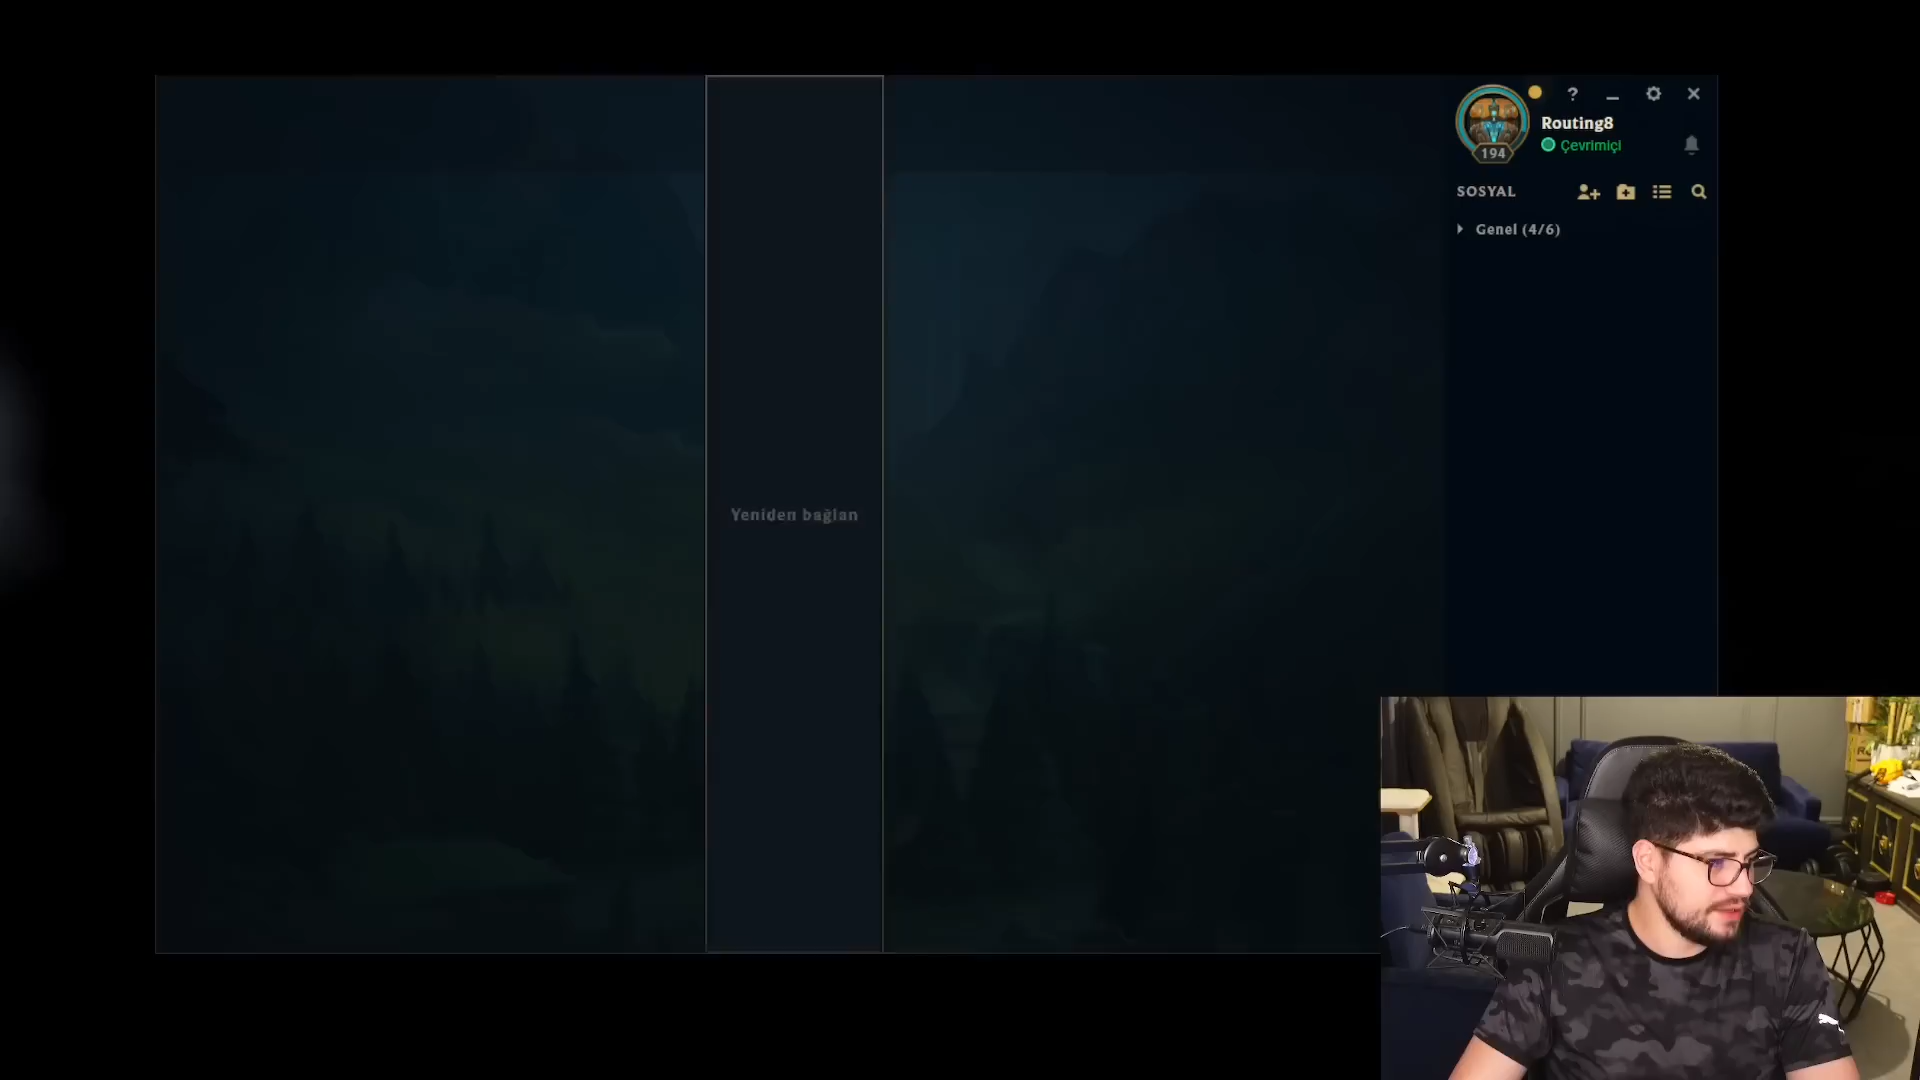 ?
Routing8
194
Çevrimiçi
SOSYAL
Genel (4/6)
Yeniden bağlan